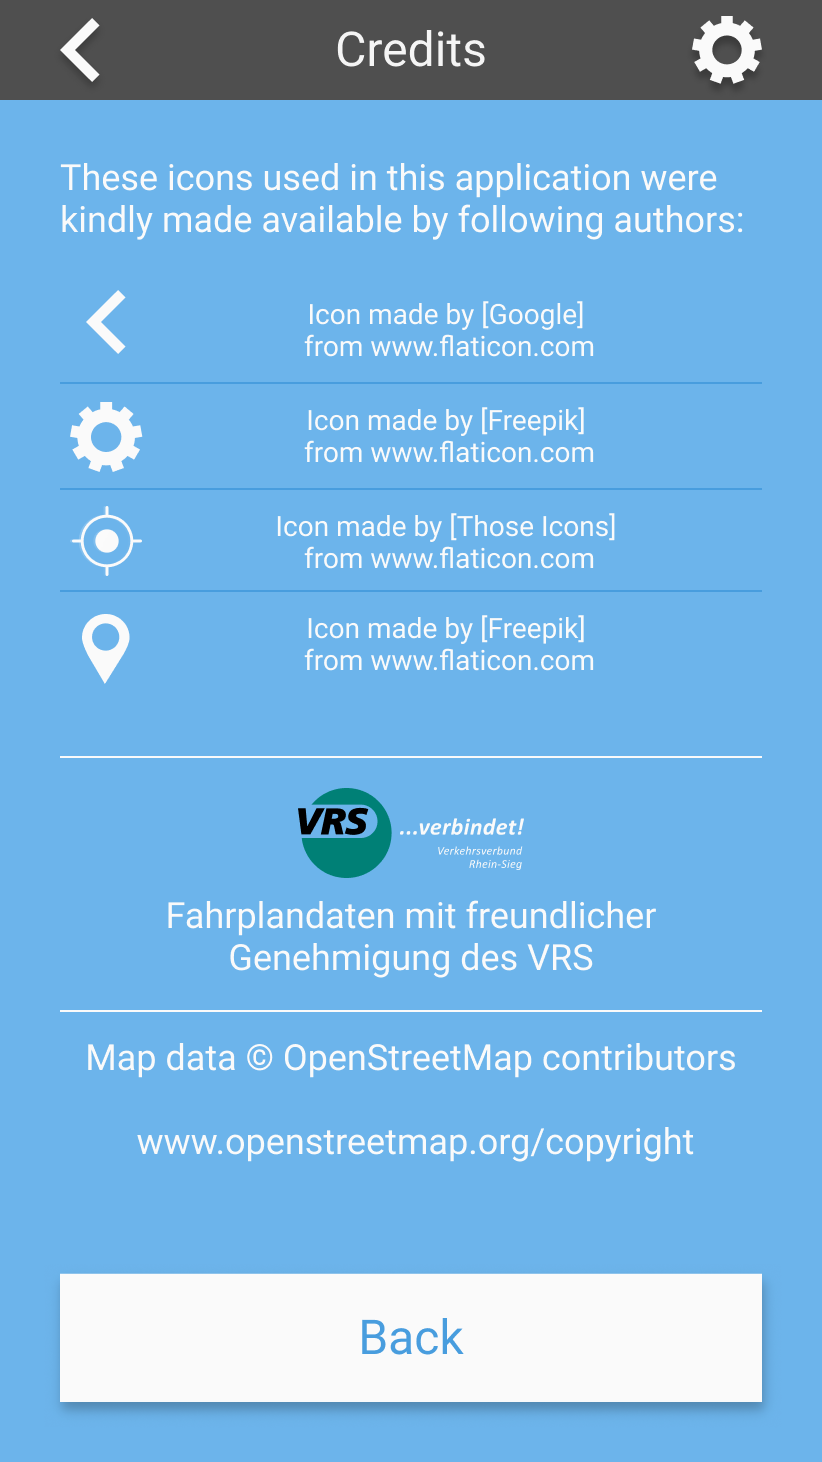 Credits
These icons used in this application were
kindly made available by following authors:
Icon made by [Google]
from www.flaticon.com
Icon made by [Freepik]
from www.flaticon.com
Icon made by [Those Icons]
from www.flaticon.com
Icon made by [Freepik]
from www.flaticon.com
VRS ...verbindet!
Verkehrsverbund
Rhein-Sieg
Fahrplandaten mit freundlicher
Genehmigung des VRS
Map data © OpenStreetMap contributors
www.openstreetmap.org/copyright
Back